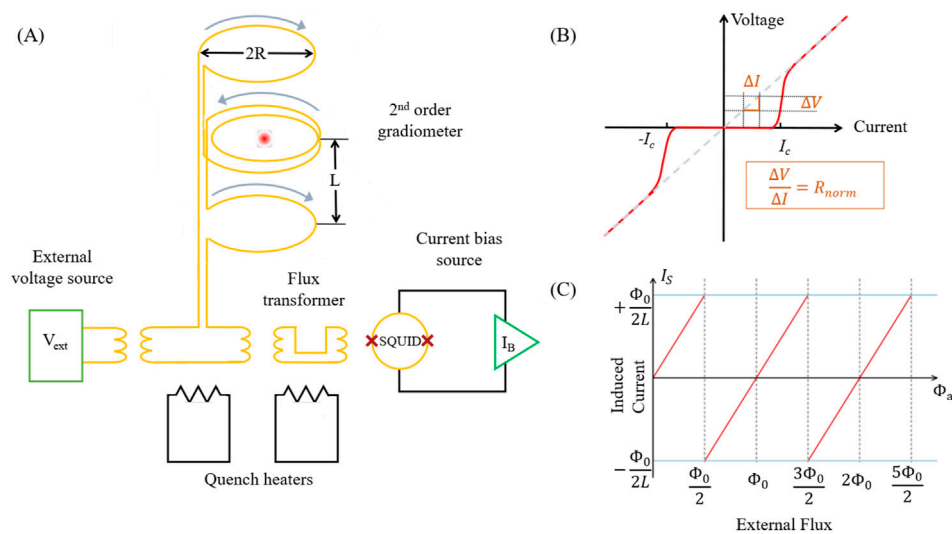 (A)
2R
2nd order
gradiometer
L
External
voltage source
Vext
Flux
transformer
Current bias
source
SQUID
IB
Quench heaters
(B)
Voltage
ΔI
ΔV
Current
-Ic
Ic
ΔV/ΔI = Rnorm
(C)
IS
+Φ0/2L
Induced
Current
Φa
-Φ0/2L
Φ0/2 Φ0 3Φ0/2 2Φ0 5Φ0/2
External Flux